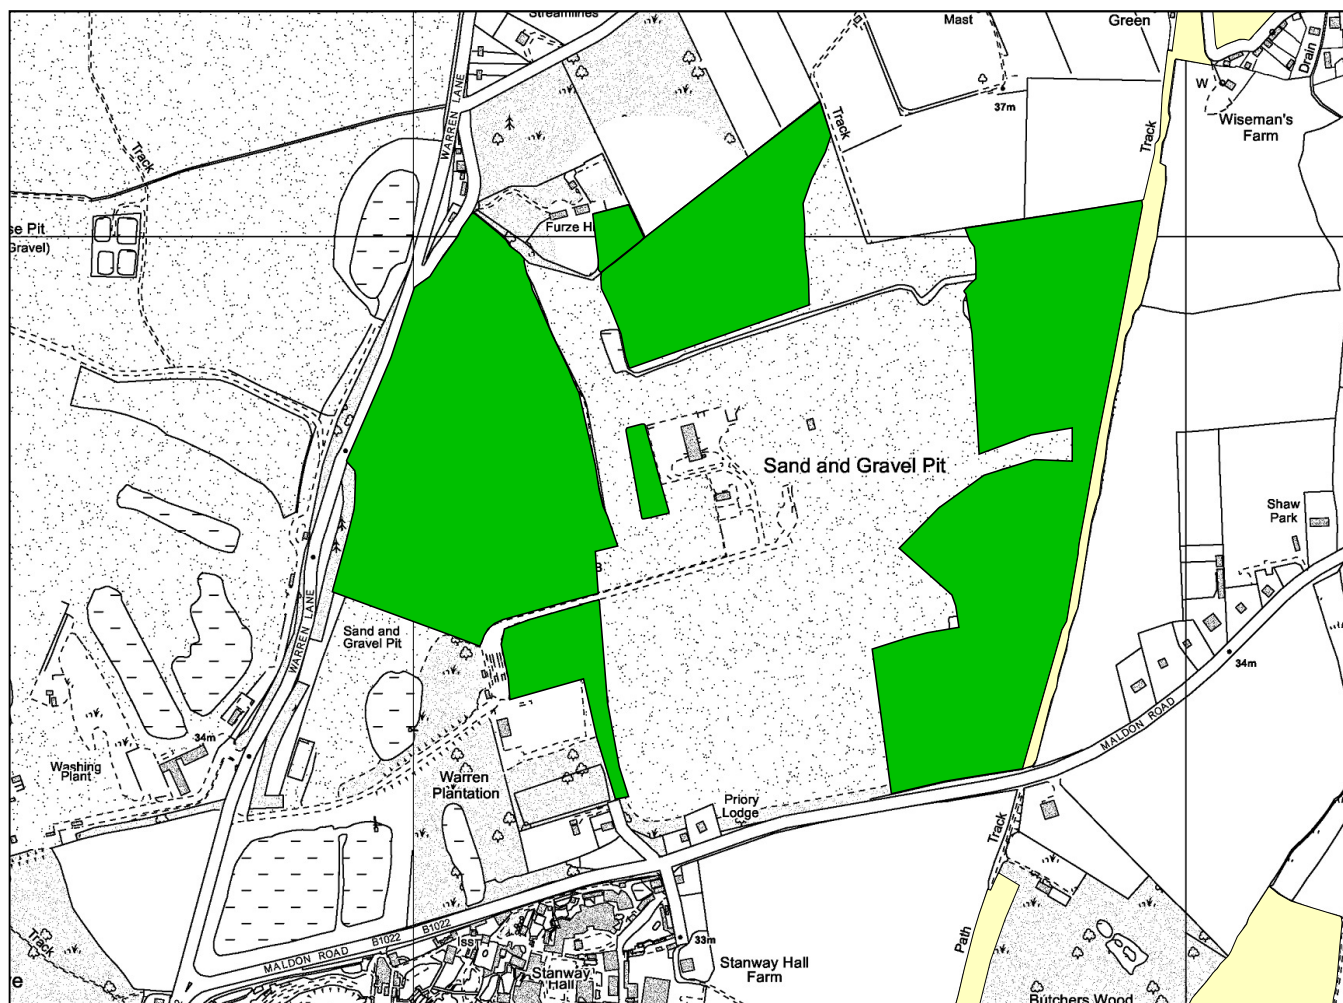 Streamlines
Mast
Green
Drain
WARREN LANE
Track
37m
W
Wiseman's
Farm
Track
Track
Furze H
se Pit
Gravel)
Sand and Gravel Pit
Shaw
Park
B
WARREN LANE
Sand and
Gravel Pit
34m
MALDON ROAD
34m
Washing
Plant
Warren
Plantation
Priory
Lodge
Track
MALDON ROAD
B1022
B1022
33m
Path
Track
Stanway
Hall
Stanway Hall
Farm
e
Butchers Wood